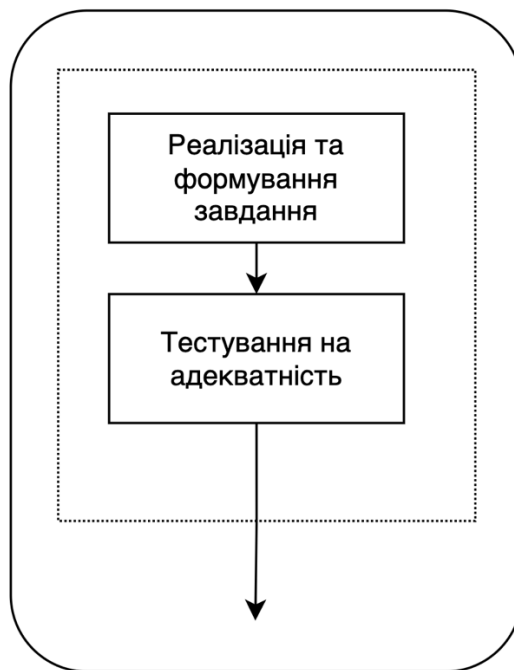 Реалізація та
формування
завдання
Тестування на
адекватність